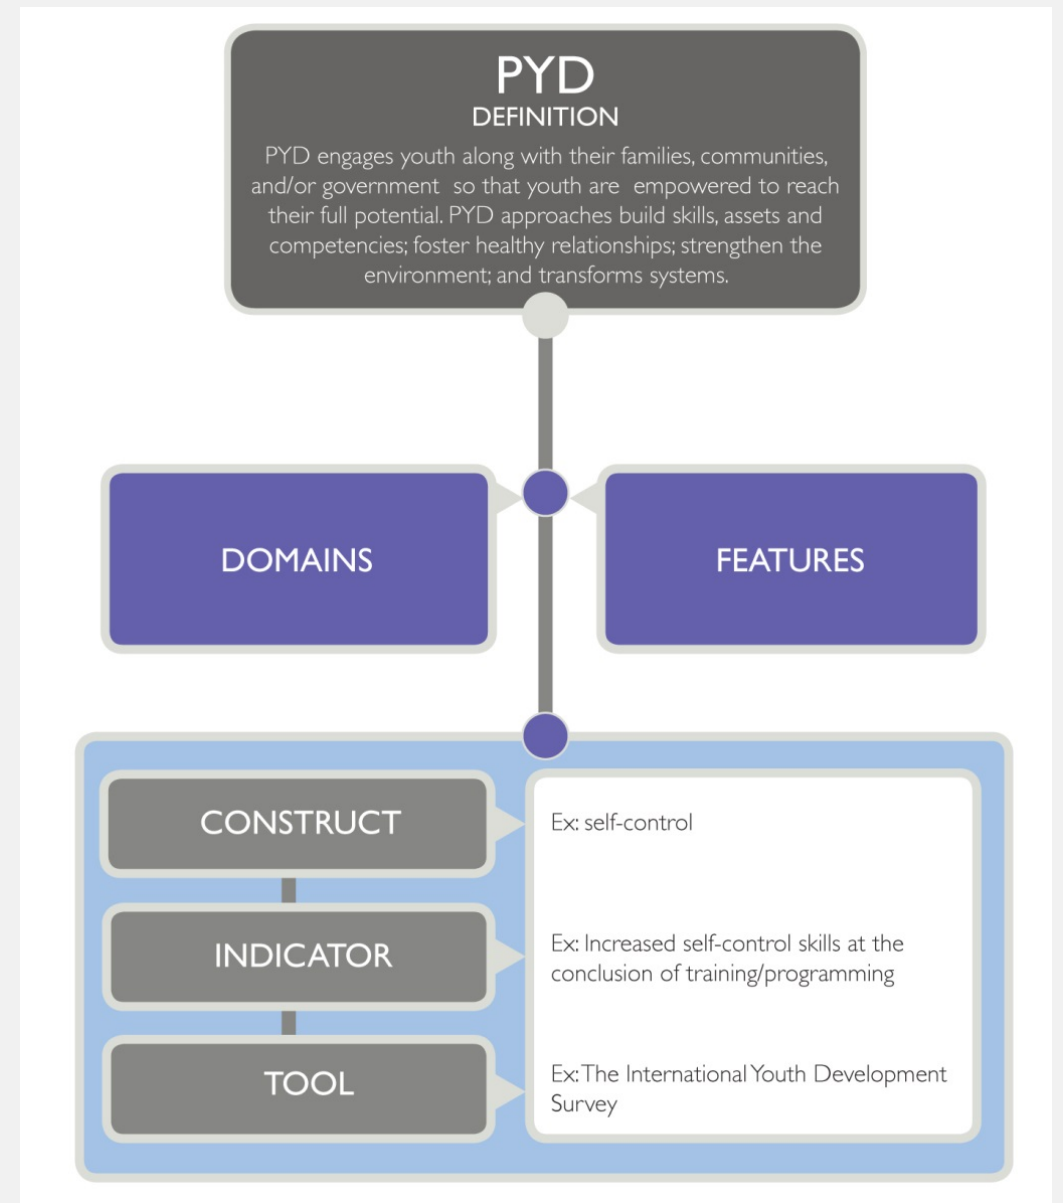 PYD
DEFINITION
PYD engages youth along with their families, communities,
and/or government so that youth are empowered to reach
their full potential. PYD approaches build skills, assets and
competencies; foster healthy relationships; strengthen the
environment; and transforms systems.
DOMAINS
FEATURES
CONSTRUCT
Ex: self-control
INDICATOR
Ex: Increased self-control skills at the
conclusion of training/programming
TOOL
Ex: The International Youth Development
Survey